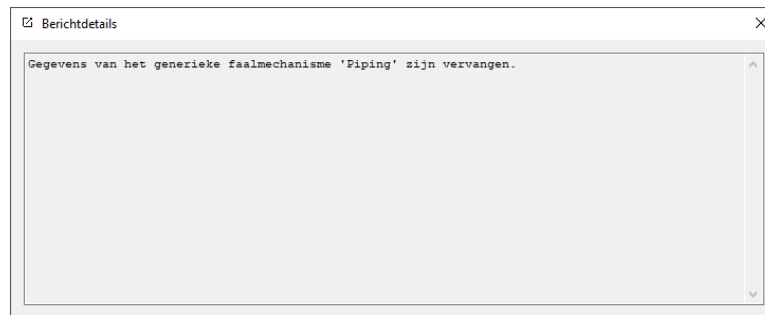 Berichtdetails
Gegevens van het generieke faalmechanisme 'Piping' zijn vervangen.